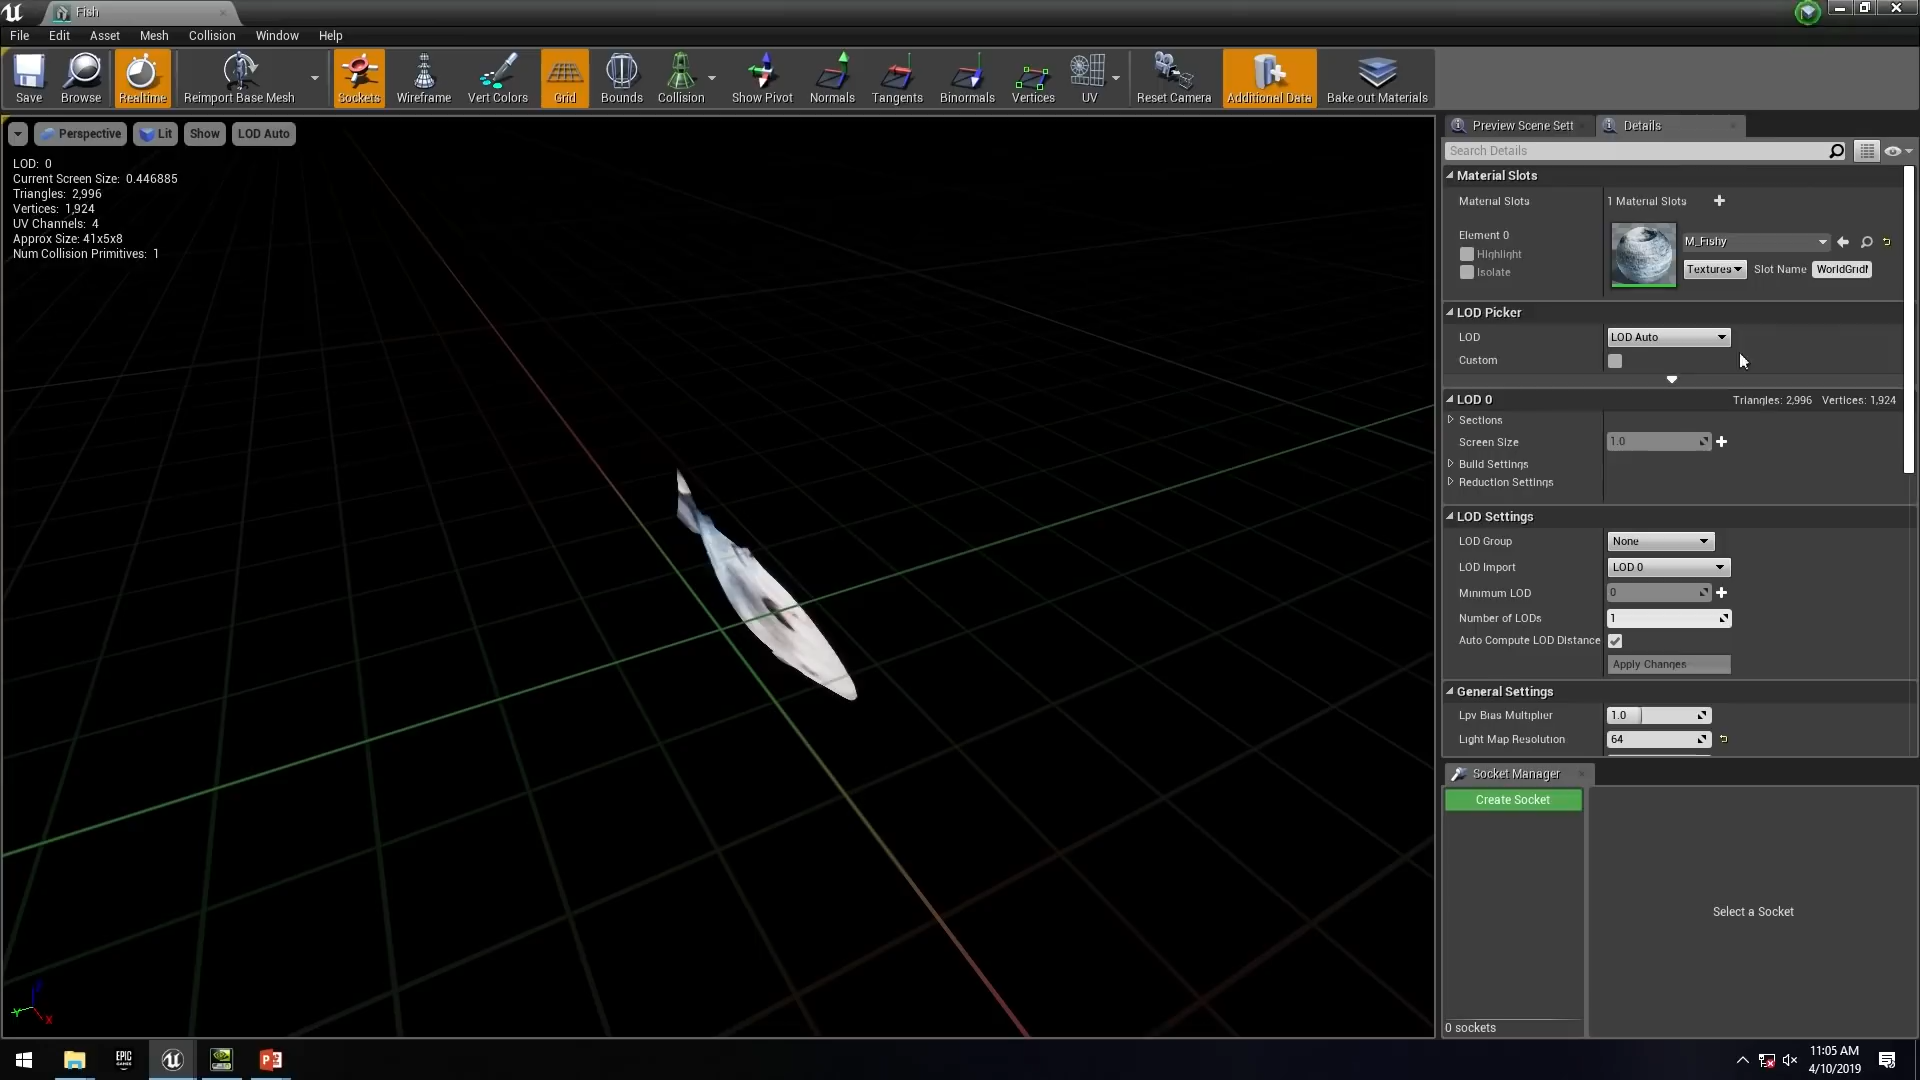 Fish
File Edit Asset Mesh Collision Window Help
Save Browse Realtime Reimport Base Mesh Sockets Wireframe Vert Colors Grid Bounds Collision Show Pivot Normals Tangents Binormals Vertices UV Reset Camera Additional Data Bake out Materials
Perspective Lit Show LOD Auto
LOD: 0
Current Screen Size: 0.446885
Triangles: 2,996
Vertices: 1,924
UV Channels: 4
Approx Size: 41x5x8
Num Collision Primitives: 1
Preview Scene Sett Details
Search Details
Material Slots
Material Slots 1 Material Slots
Element 0
Highlight
Isolate
M_Fishy
Textures Slot Name WorldGridM
LOD Picker
LOD LOD Auto
Custom
LOD 0 Triangles: 2,996 Vertices: 1,924
Sections
Screen Size 1.0
Build Settings
Reduction Settings
LOD Settings
LOD Group None
LOD Import LOD 0
Minimum LOD 0
Number of LODs 1
Auto Compute LOD Distance
Apply Changes
General Settings
Lpv Bias Multiplier 1.0
Light Map Resolution 64
Socket Manager
Create Socket
Select a Socket
0 sockets
X
EPIC
GAMES
11:05 AM
4/10/2019